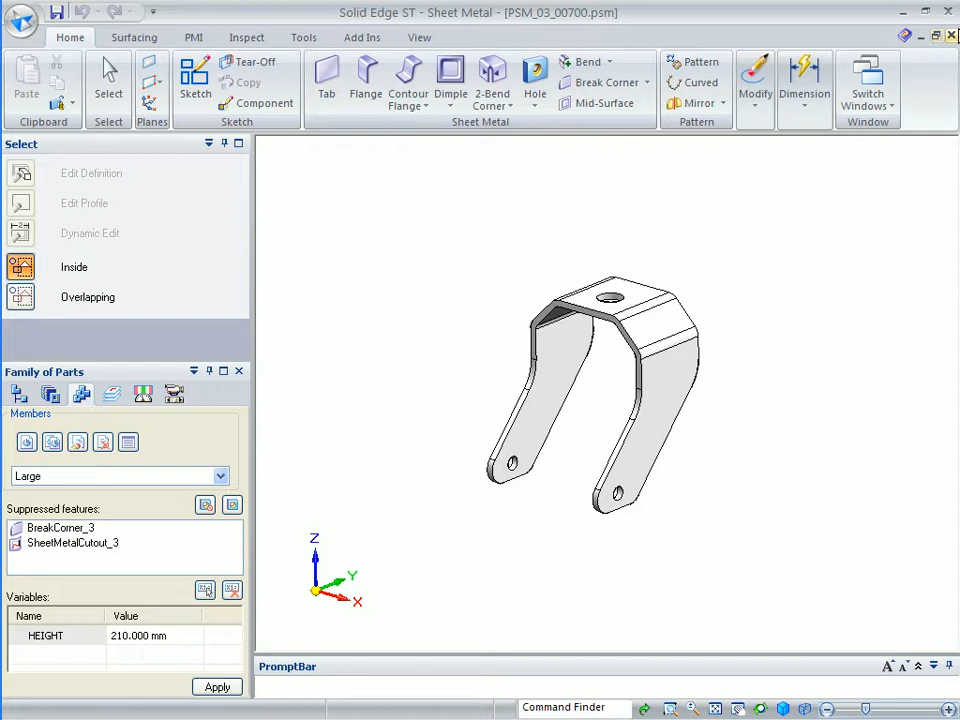 Solid Edge ST - Sheet Metal - [PSM_03_00700.psm]
Home Surfacing PMI Inspect Tools Add Ins View
Paste
Clipboard
Select
Select
Planes
Sketch
Tear-Off
Copy
Component
Sketch
Tab
Flange
Contour
Flange
Dimple
2-Bend
Corner
Hole
Bend
Break Corner
Mid-Surface
Sheet Metal
Pattern
Curved
Mirror
Pattern
Modify
Dimension
Switch
Windows
Window
Select
Edit Definition
Edit Profile
Dynamic Edit
Inside
Overlapping
Family of Parts
Members
Large
Suppressed features:
BreakCorner_3
SheetMetalCutout_3
Variables:
Name Value
HEIGHT 210.000 mm
Apply
Z
Y
X
PromptBar
Command Finder